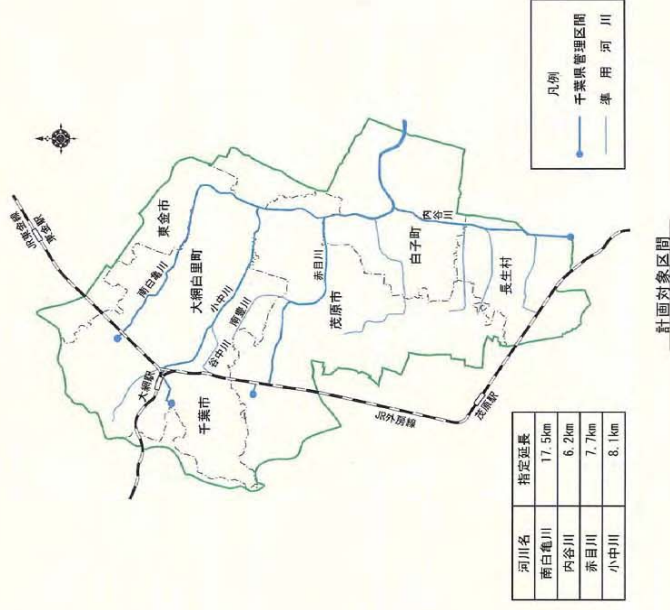 JR東金線
東金駅
東金市
南白亀川
大網白里町
小中川
大網駅
谷中川
南豊川
千葉市
赤目川
茂原市
白子町
内谷川
長生村
JR外房線
茂原駅
凡例
千葉県管理区間
準用河川
河川名 指定延長
南白亀川 17.5km
内谷川 6.2km
赤目川 7.7km
小中川 8.1km
計画対象区間